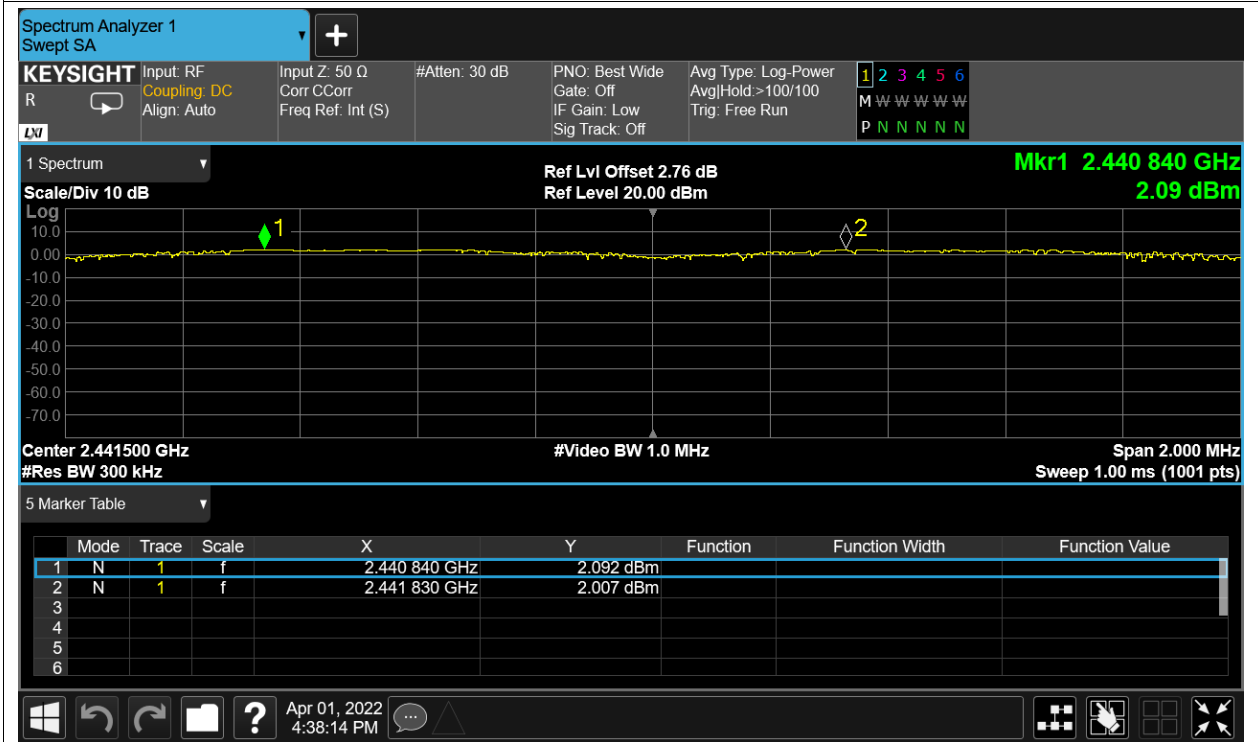 Spectrum Analyzer 1
Swept SA
+
KEYSIGHT
R
LXI
Input: RF
Coupling: DC
Align: Auto
Input Z: 50 Ω
Corr CCorr
Freq Ref: Int (S)
#Atten: 30 dB
PNO: Best Wide
Gate: Off
IF Gain: Low
Sig Track: Off
Avg Type: Log-Power
Avg|Hold:>100/100
Trig: Free Run
1 2 3 4 5 6
M W W W W W
P N N N N N
1 Spectrum
Scale/Div 10 dB
Ref Lvl Offset 2.76 dB
Ref Level 20.00 dBm
Mkr1 2.440 840 GHz
2.09 dBm
Log
10.0
0.00
-10.0
-20.0
-30.0
-40.0
-50.0
-60.0
-70.0
1
2
Center 2.441500 GHz
#Video BW 1.0 MHz
Span 2.000 MHz
#Res BW 300 kHz
Sweep 1.00 ms (1001 pts)
5 Marker Table
Mode Trace Scale X Y Function Function Width Function Value
1 N 1 f 2.440 840 GHz 2.092 dBm
2 N 1 f 2.441 830 GHz 2.007 dBm
3
4
5
6
?
Apr 01, 2022
4:38:14 PM